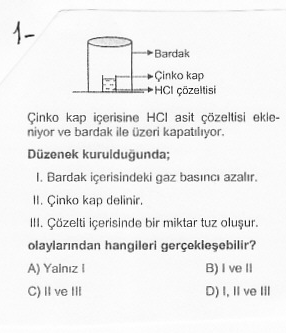 1-
Bardak
Çinko kap
HCl çözeltisi
Çinko kap içerisine HCl asit çözeltisi ekle-
niyor ve bardak ile üzeri kapatılıyor.
Düzenek kurulduğunda;
I. Bardak içerisindeki gaz basıncı azalır.
II. Çinko kap delinir.
III. Çözelti içerisinde bir miktar tuz oluşur.
olaylarından hangileri gerçekleşebilir?
A) Yalnız I
B) I ve II
C) II ve III
D) I, II ve III